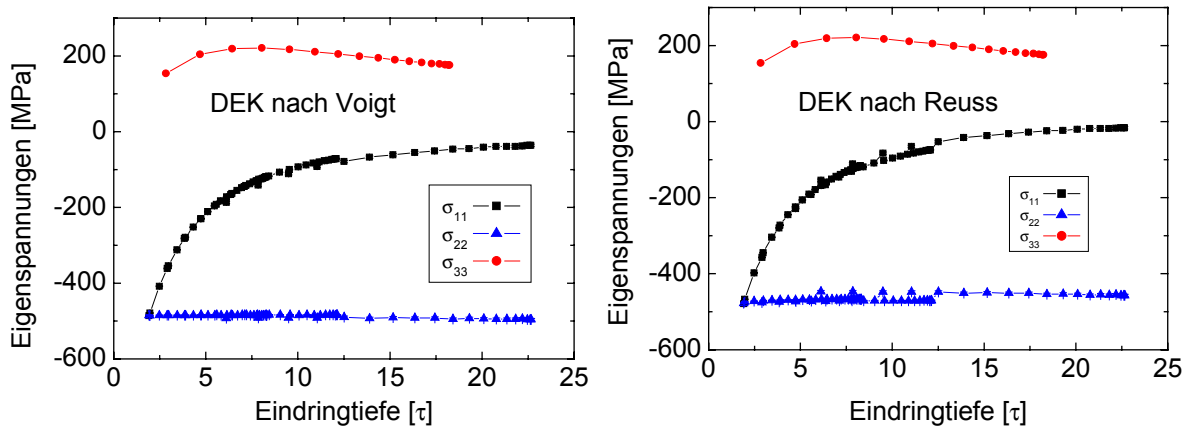 Eigenspannungen [MPa]
200
0
-200
-400
-600
DEK nach Voigt
σ11
σ22
σ33
0 5 10 15 20 25
Eindringtiefe [τ]
Eigenspannungen [MPa]
200
0
-200
-400
-600
DEK nach Reuss
σ11
σ22
σ33
0 5 10 15 20 25
Eindringtiefe [τ]